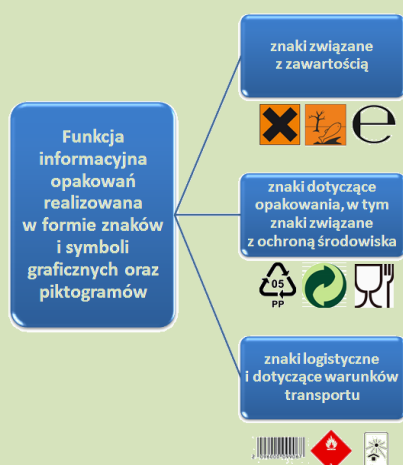 Funkcja
informacyjna
opakowań
realizowana
w formie znaków
i symboli
graficznych oraz
piktogramów
znaki związane
z zawartością
e
znaki dotyczące
opakowania, w tym
znaki związane
z ochroną środowiska
05
PP
znaki logistyczne
i dotyczące warunków
transportu